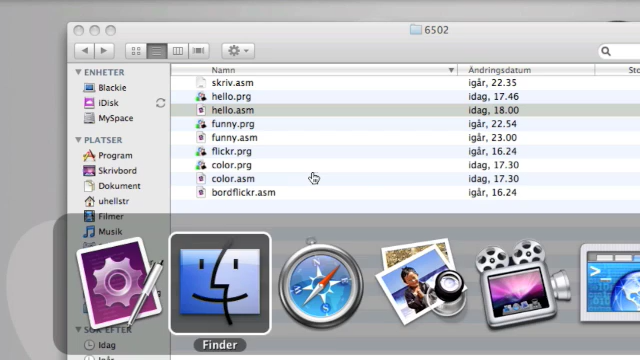 6502
ENHETER
Blackie
iDisk
MySpace
PLATSER
Program
Skrivbord
Dokument
uhellstr
Filmer
Musik
SÖK EFTER
Idag
Igår
Namn Ändringsdatum Sto
skriv.asm igår, 22.35
hello.prg idag, 17.46
hello.asm idag, 18.00
funny.prg igår, 22.54
funny.asm igår, 23.00
flickr.prg igår, 16.24
color.prg idag, 17.30
color.asm idag, 17.30
bordflickr.asm igår, 16.24
Finder